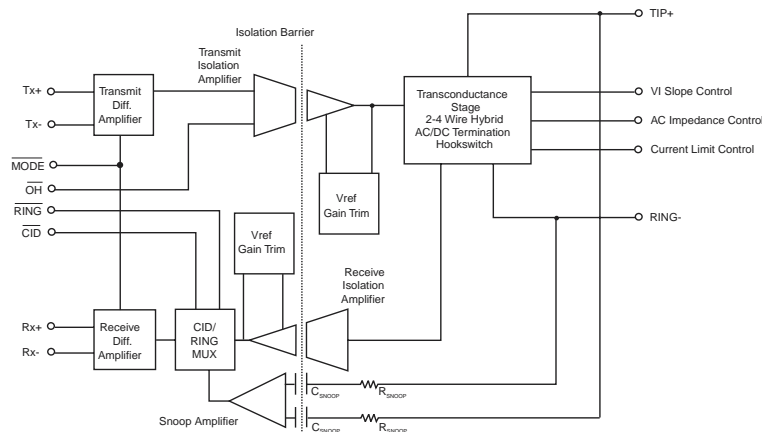 TIP+
Isolation Barrier
Transmit
Isolation
Amplifier
Tx+
Tx-
Transmit
Diff.
Amplifier
Transconductance
Stage
2-4 Wire Hybrid
AC/DC Termination
Hookswitch
VI Slope Control
AC Impedance Control
Current Limit Control
MODE
OH
RING
CID
Vref
Gain Trim
Vref
Gain Trim
RING-
Receive
Isolation
Amplifier
Rx+
Rx-
Receive
Diff.
Amplifier
CID/
RING
MUX
CSNOOP
RSNOOP
Snoop Amplifier
CSNOOP
RSNOOP